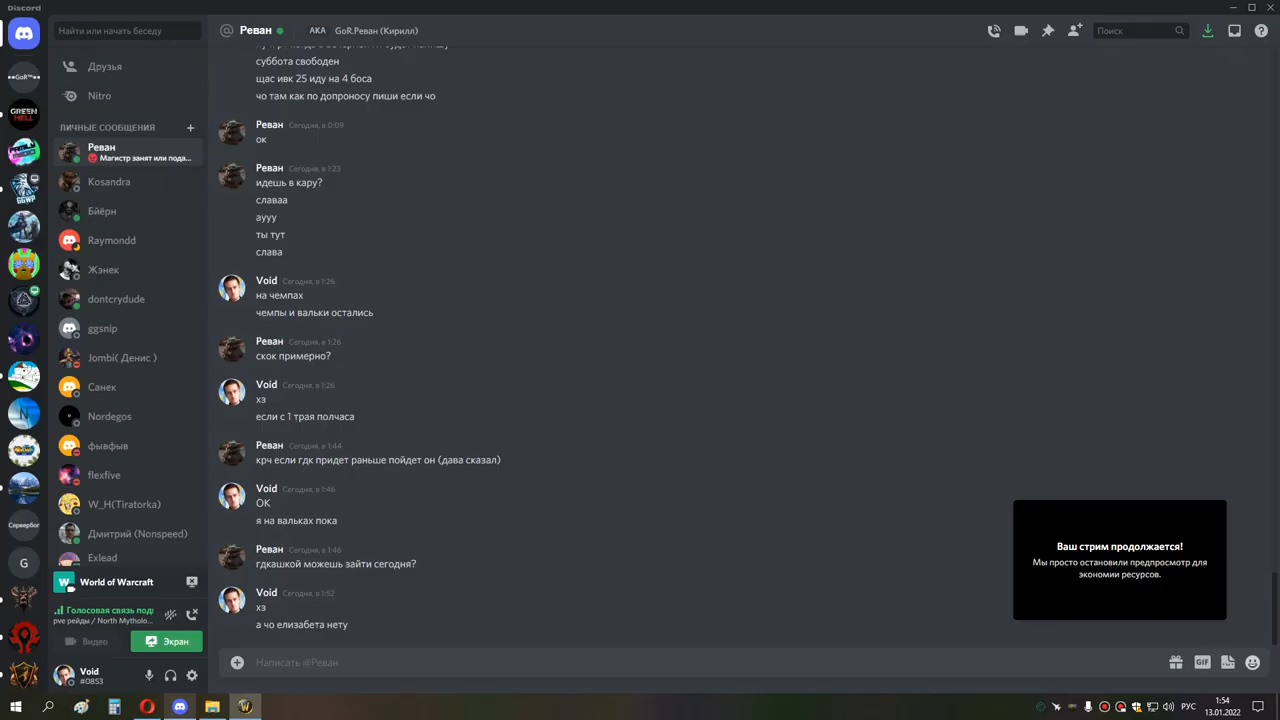 Discord
Найти или начать беседу
Реван
AKA
GoR.Реван (Кирилл)
Поиск
Друзья
Nitro
ЛИЧНЫЕ СООБЩЕНИЯ
Реван
Магистр занят или пода...
Kosandra
Бйёрн
Raymondd
Жэнек
dontcrydude
ggsnip
Jombi( Денис )
Санек
Nordegos
фывфыв
flexfive
W_H(Tiratorka)
Дмитрий (Nonspeed)
Exlead
World of Warcraft
Голосовая связь под
рve рейды / North Mytholo...
Видео
Экран
Void
#0853
GoR
GREEN HELL
GGWP
Серверbог
G
суббота свободен
щас ивк 25 иду на 4 боса
чо там как по допроносу пиши если чо
Реван Сегодня, в 0:09
ок
Реван Сегодня, в 1:23
идешь в кару?
славаа
аууу
ты тут
слава
Void Сегодня, в 1:26
на чемпах
чемпы и вальки остались
Реван Сегодня, в 1:26
скок примерно?
Void Сегодня, в 1:26
хз
если с 1 трая полчаса
Реван Сегодня, в 1:44
крч если гдк придет раньше пойдет он (дава сказал)
Void Сегодня, в 1:46
ОК
я на вальках пока
Реван Сегодня, в 1:46
гдкашкой можешь зайти сегодня?
Void Сегодня, в 1:52
хз
а чо елизабета нету
Ваш стрим продолжается!
Мы просто остановили предпросмотр для
экономии ресурсов.
Написать @Реван
GIF
РУС
1:54
13.01.2022